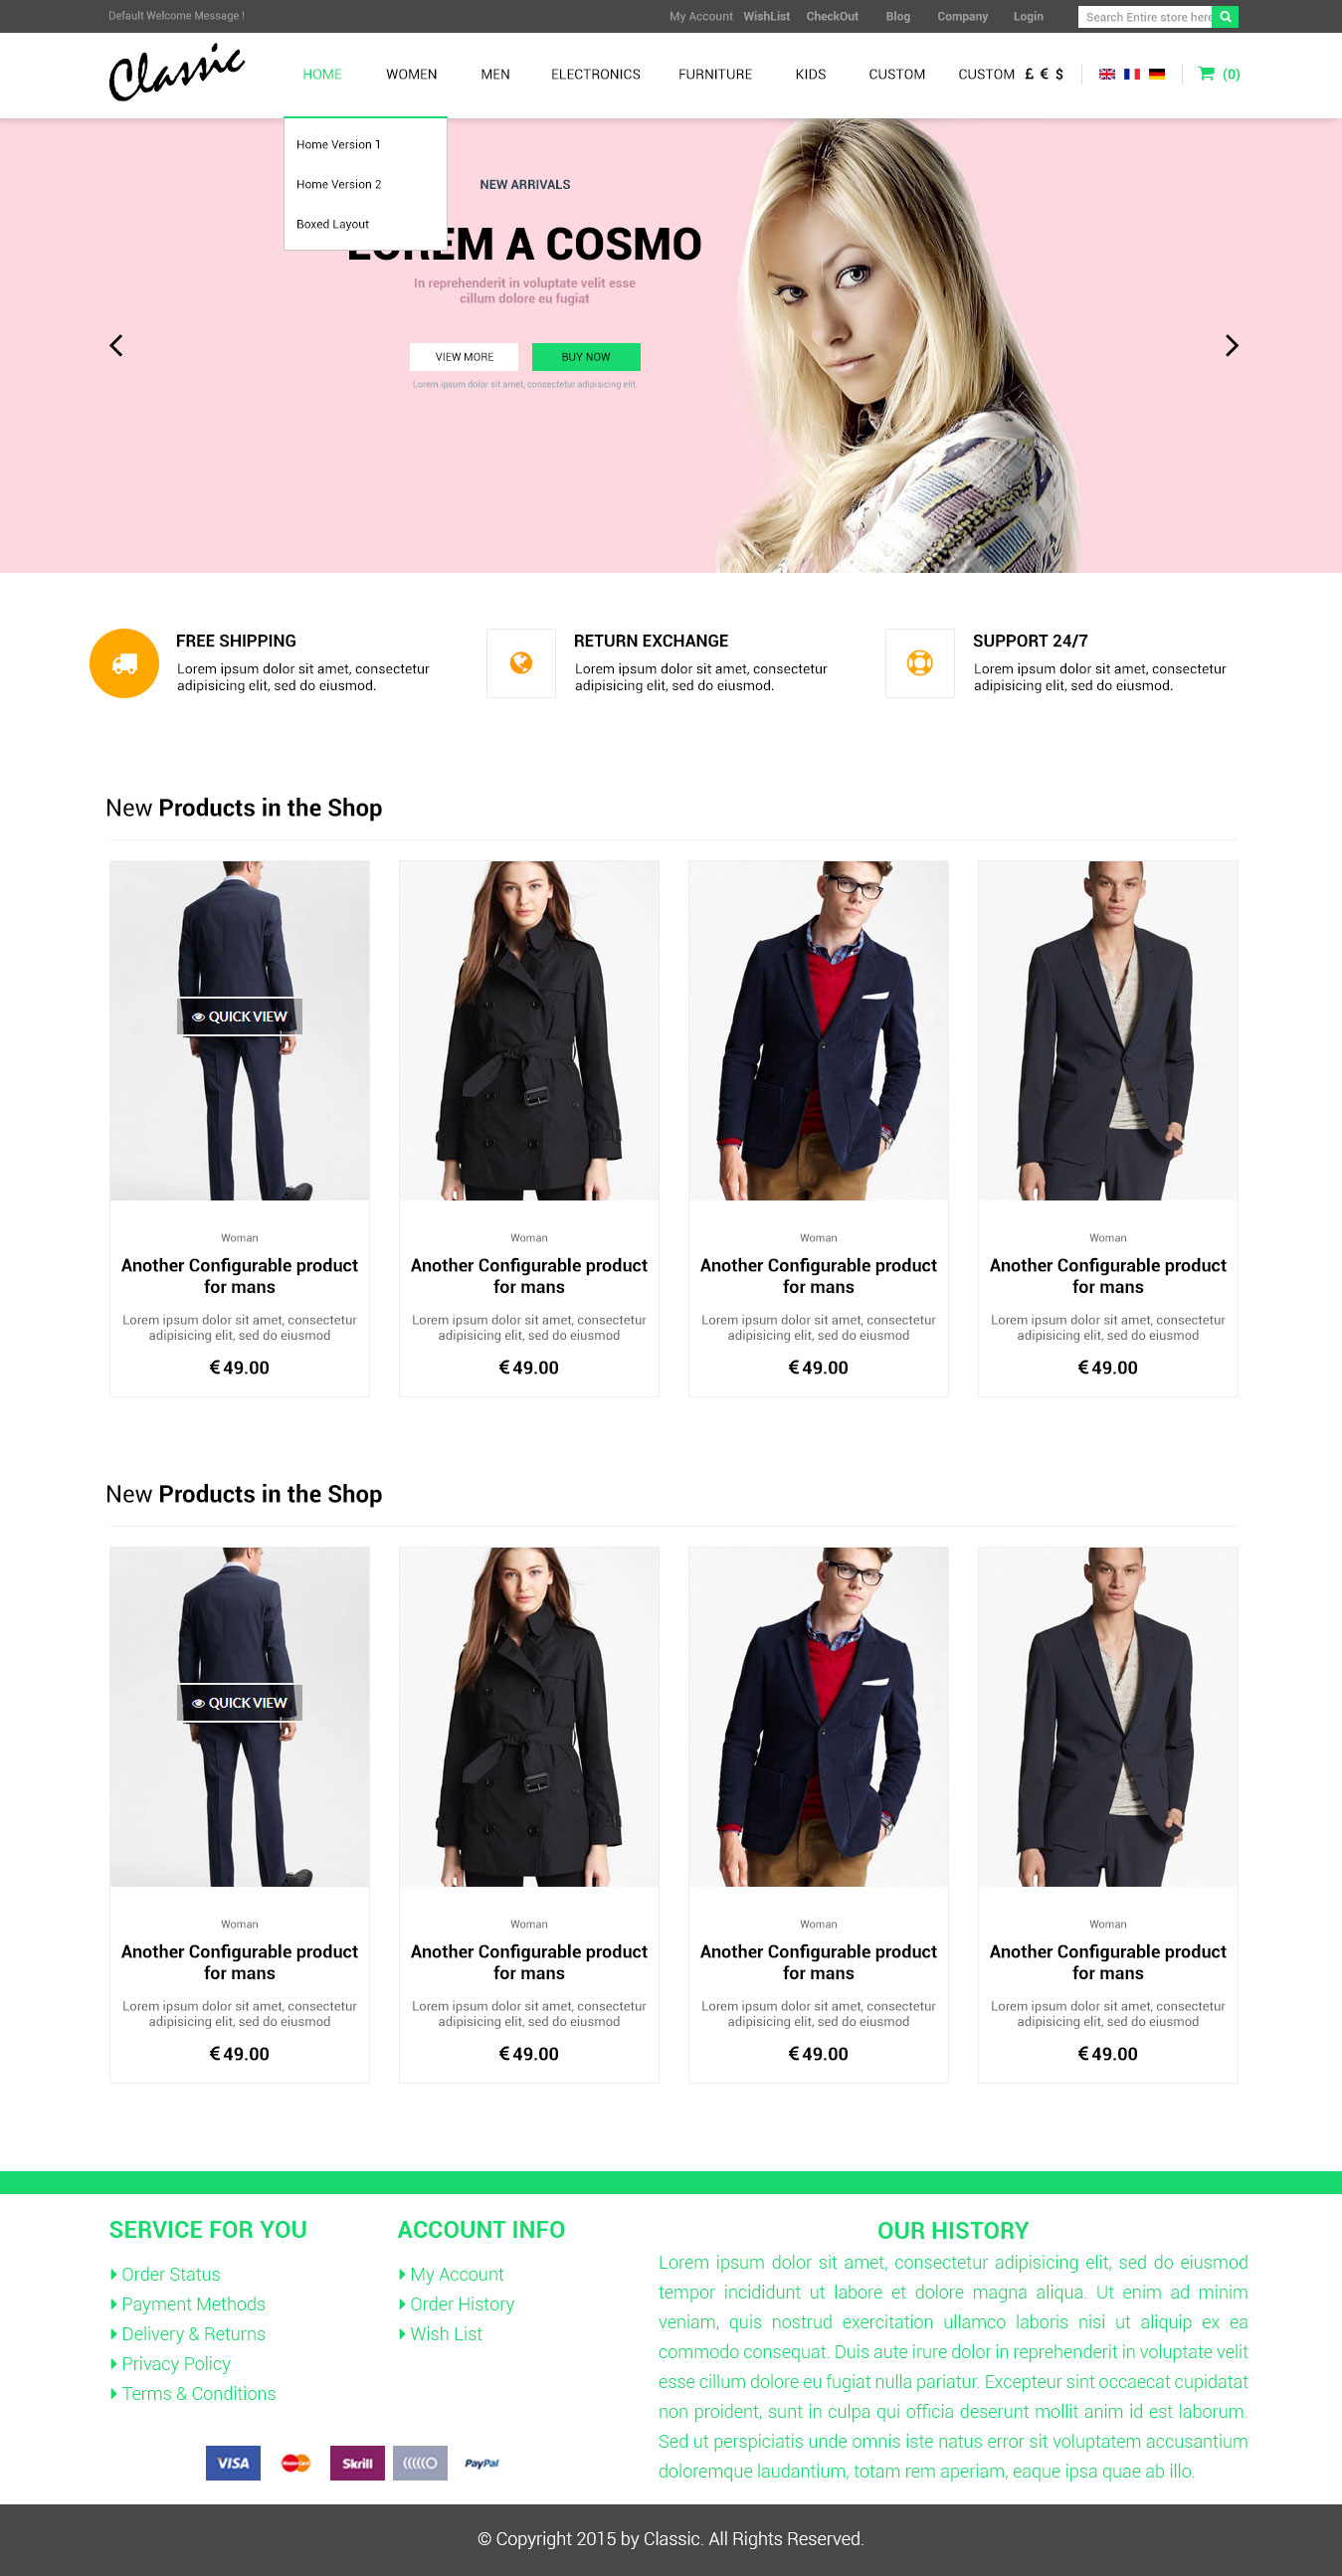 Default Welcome Message !
My Account WishList CheckOut Blog Company Login
Search Entire store here
Classic
HOME WOMEN MEN ELECTRONICS FURNITURE KIDS CUSTOM CUSTOM £ € $ (0)
Home Version 1
Home Version 2
Boxed Layout
NEW ARRIVALS
LOREM A COSMO
In reprehenderit in voluptate velit esse
cillum dolore eu fugiat
VIEW MORE BUY NOW
Lorem ipsum dolor sit amet, consectetur adipisicing elit.
FREE SHIPPING
Lorem ipsum dolor sit amet, consectetur
adipisicing elit, sed do eiusmod.
RETURN EXCHANGE
Lorem ipsum dolor sit amet, consectetur
adipisicing elit, sed do eiusmod.
SUPPORT 24/7
Lorem ipsum dolor sit amet, consectetur
adipisicing elit, sed do eiusmod.
New Products in the Shop
QUICK VIEW
Woman
Another Configurable product
for mans
Lorem ipsum dolor sit amet, consectetur
adipisicing elit, sed do eiusmod
€ 49.00
Woman
Another Configurable product
for mans
Lorem ipsum dolor sit amet, consectetur
adipisicing elit, sed do eiusmod
€ 49.00
Woman
Another Configurable product
for mans
Lorem ipsum dolor sit amet, consectetur
adipisicing elit, sed do eiusmod
€ 49.00
Woman
Another Configurable product
for mans
Lorem ipsum dolor sit amet, consectetur
adipisicing elit, sed do eiusmod
€ 49.00
New Products in the Shop
QUICK VIEW
Woman
Another Configurable product
for mans
Lorem ipsum dolor sit amet, consectetur
adipisicing elit, sed do eiusmod
€ 49.00
Woman
Another Configurable product
for mans
Lorem ipsum dolor sit amet, consectetur
adipisicing elit, sed do eiusmod
€ 49.00
Woman
Another Configurable product
for mans
Lorem ipsum dolor sit amet, consectetur
adipisicing elit, sed do eiusmod
€ 49.00
Woman
Another Configurable product
for mans
Lorem ipsum dolor sit amet, consectetur
adipisicing elit, sed do eiusmod
€ 49.00
SERVICE FOR YOU
Order Status
Payment Methods
Delivery & Returns
Privacy Policy
Terms & Conditions
ACCOUNT INFO
My Account
Order History
Wish List
VISA MasterCard Skrill PayPal
OUR HISTORY
Lorem ipsum dolor sit amet, consectetur adipisicing elit, sed do eiusmod
tempor incididunt ut labore et dolore magna aliqua. Ut enim ad minim
veniam, quis nostrud exercitation ullamco laboris nisi ut aliquip ex ea
commodo consequat. Duis aute irure dolor in reprehenderit in voluptate velit
esse cillum dolore eu fugiat nulla pariatur. Excepteur sint occaecat cupidatat
non proident, sunt in culpa qui officia deserunt mollit anim id est laborum.
Sed ut perspiciatis unde omnis iste natus error sit voluptatem accusantium
doloremque laudantium, totam rem aperiam, eaque ipsa quae ab illo.
© Copyright 2015 by Classic. All Rights Reserved.